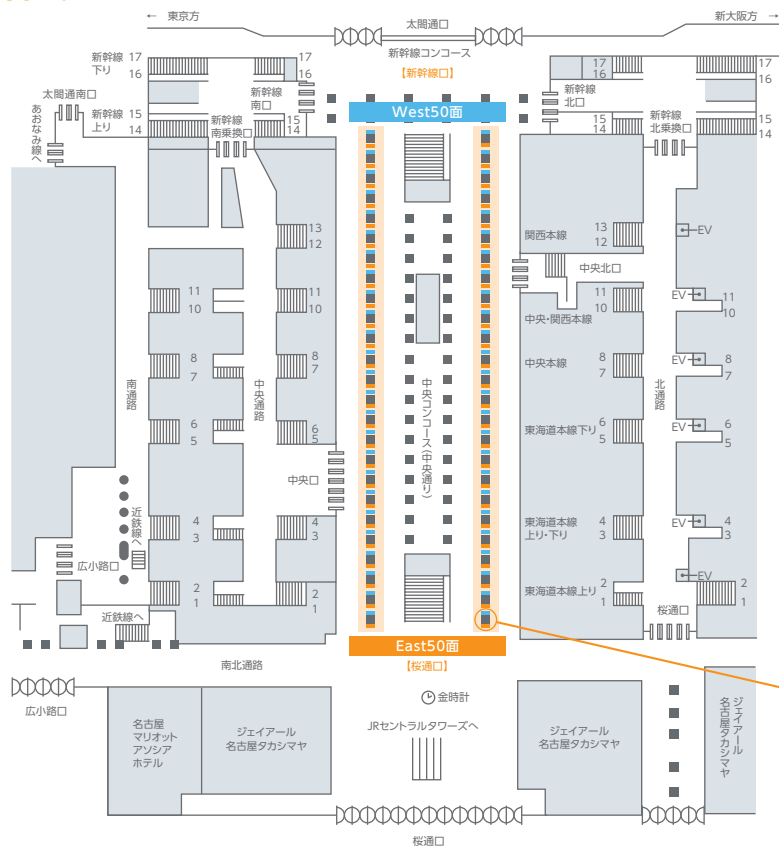 ← 東京方
太閤通口
新大阪方 →
新幹線コンコース
【新幹線口】
新幹線
下り
17
16
17
16
太閤通南口
あおなみ線へ
新幹線
上り
15
14
新幹線
南口
15
14
新幹線
南乗換口
West50面
新幹線
北口
17
16
17
16
15
14
15
14
新幹線
北乗換口
13
12
関西本線
13
12
EV
中央北口
11
10
11
10
11
10
中央・関西本線
EV
11
10
南通路
8
7
中央通路
8
7
中央コンコース(中央通り)
中央本線
8
7
北通路
EV
8
7
6
5
6
5
東海道本線下り
6
5
EV
6
5
中央口
近鉄線へ
4
3
4
3
東海道本線
上り・下り
4
3
EV
4
3
広小路口
2
1
2
1
東海道本線上り
2
1
EV
2
1
近鉄線へ
桜通口
East50面
【桜通口】
南北通路
広小路口
金時計
名古屋
マリオット
アソシア
ホテル
ジェイアール
名古屋タカシマヤ
JRセントラルタワーズへ
ジェイアール
名古屋タカシマヤ
ジェイアール
名古屋タカシマヤ
桜通口